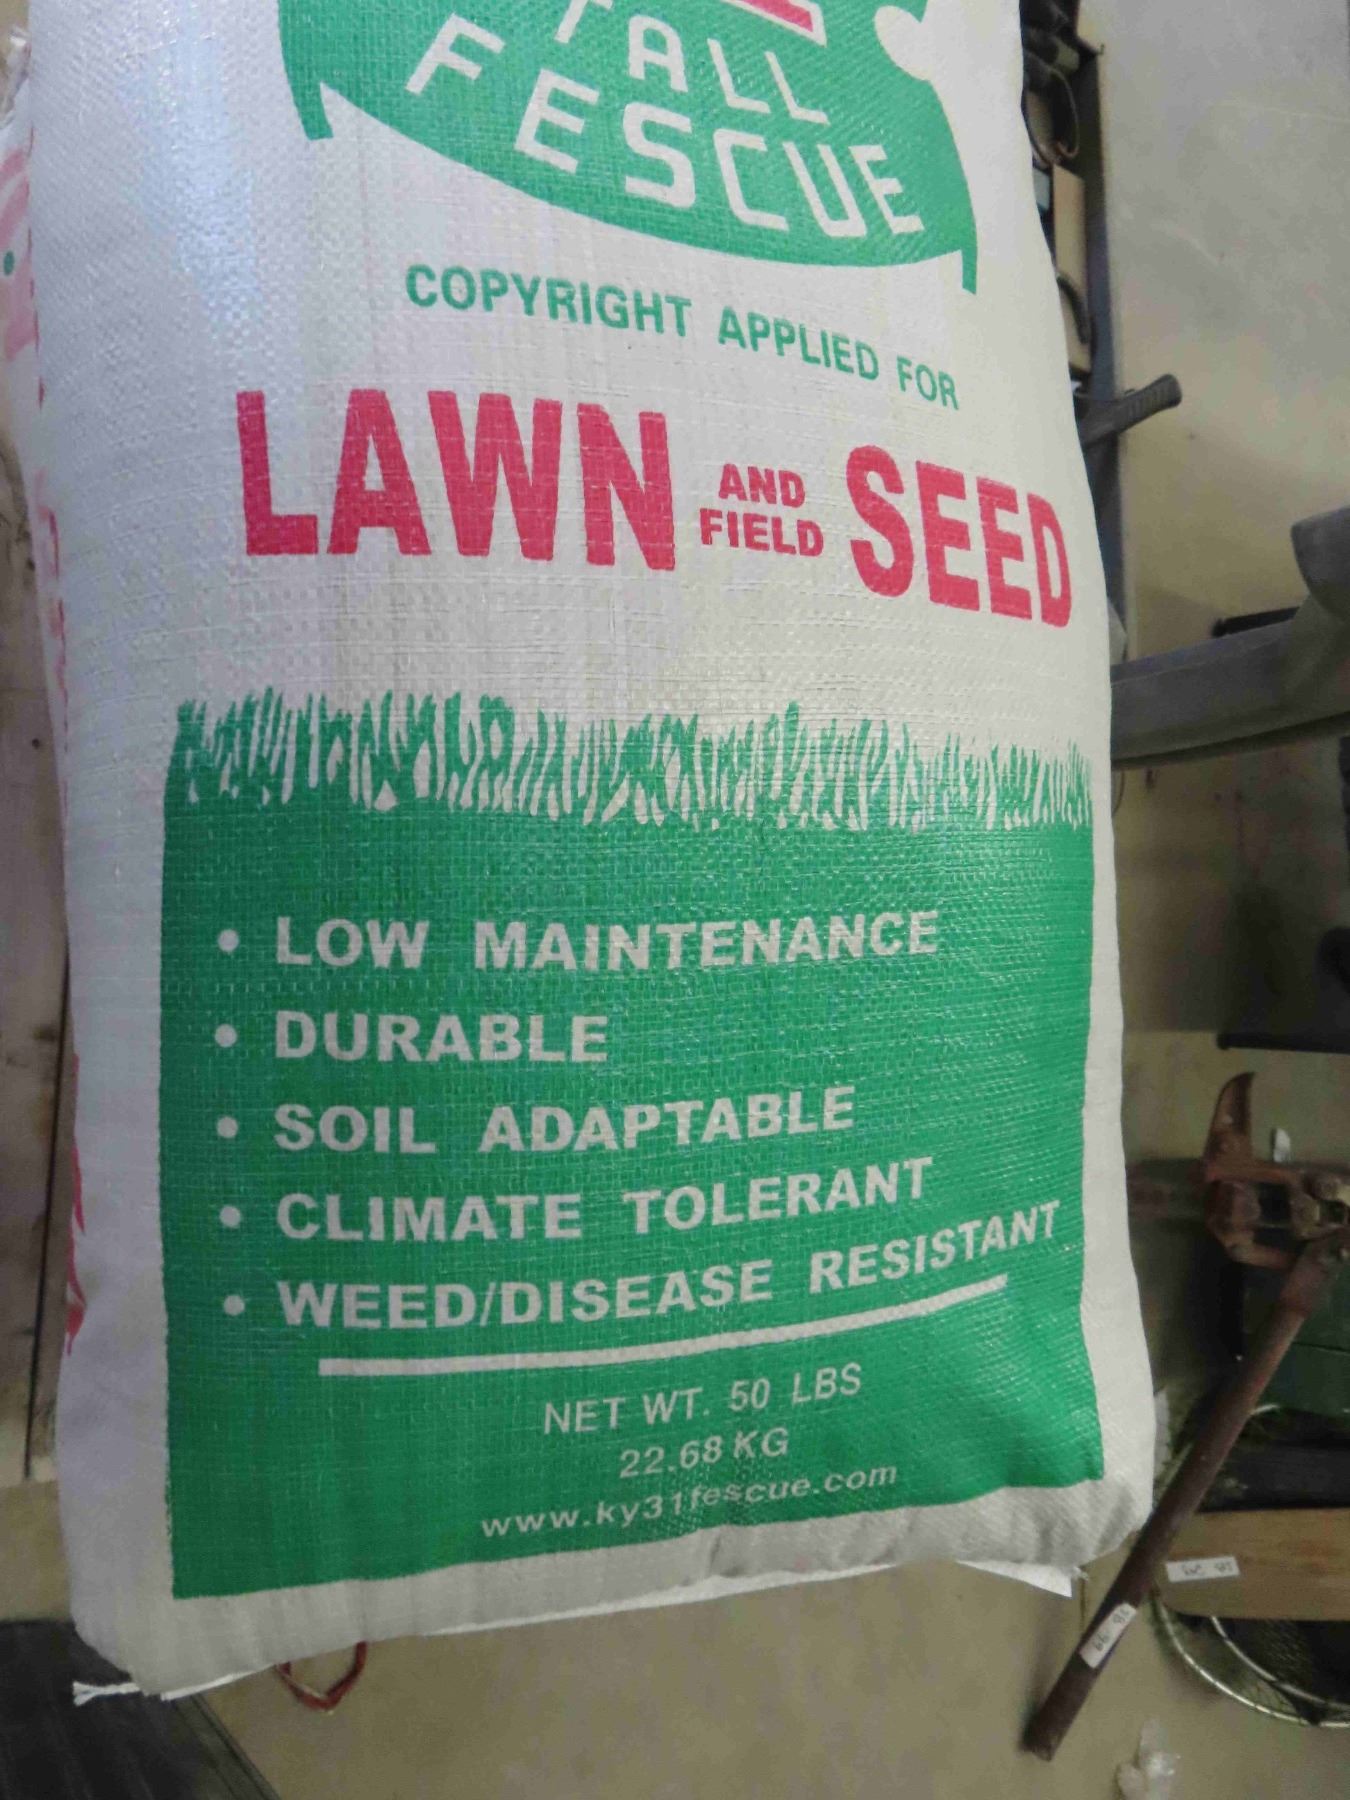 TALL
FESCUE
COPYRIGHT APPLIED FOR
LAWN AND FIELD SEED
• LOW MAINTENANCE
• DURABLE
• SOIL ADAPTABLE
• CLIMATE TOLERANT
• WEED/DISEASE RESISTANT
NET WT. 50 LBS
22.68 KG
www.ky31fescue.com